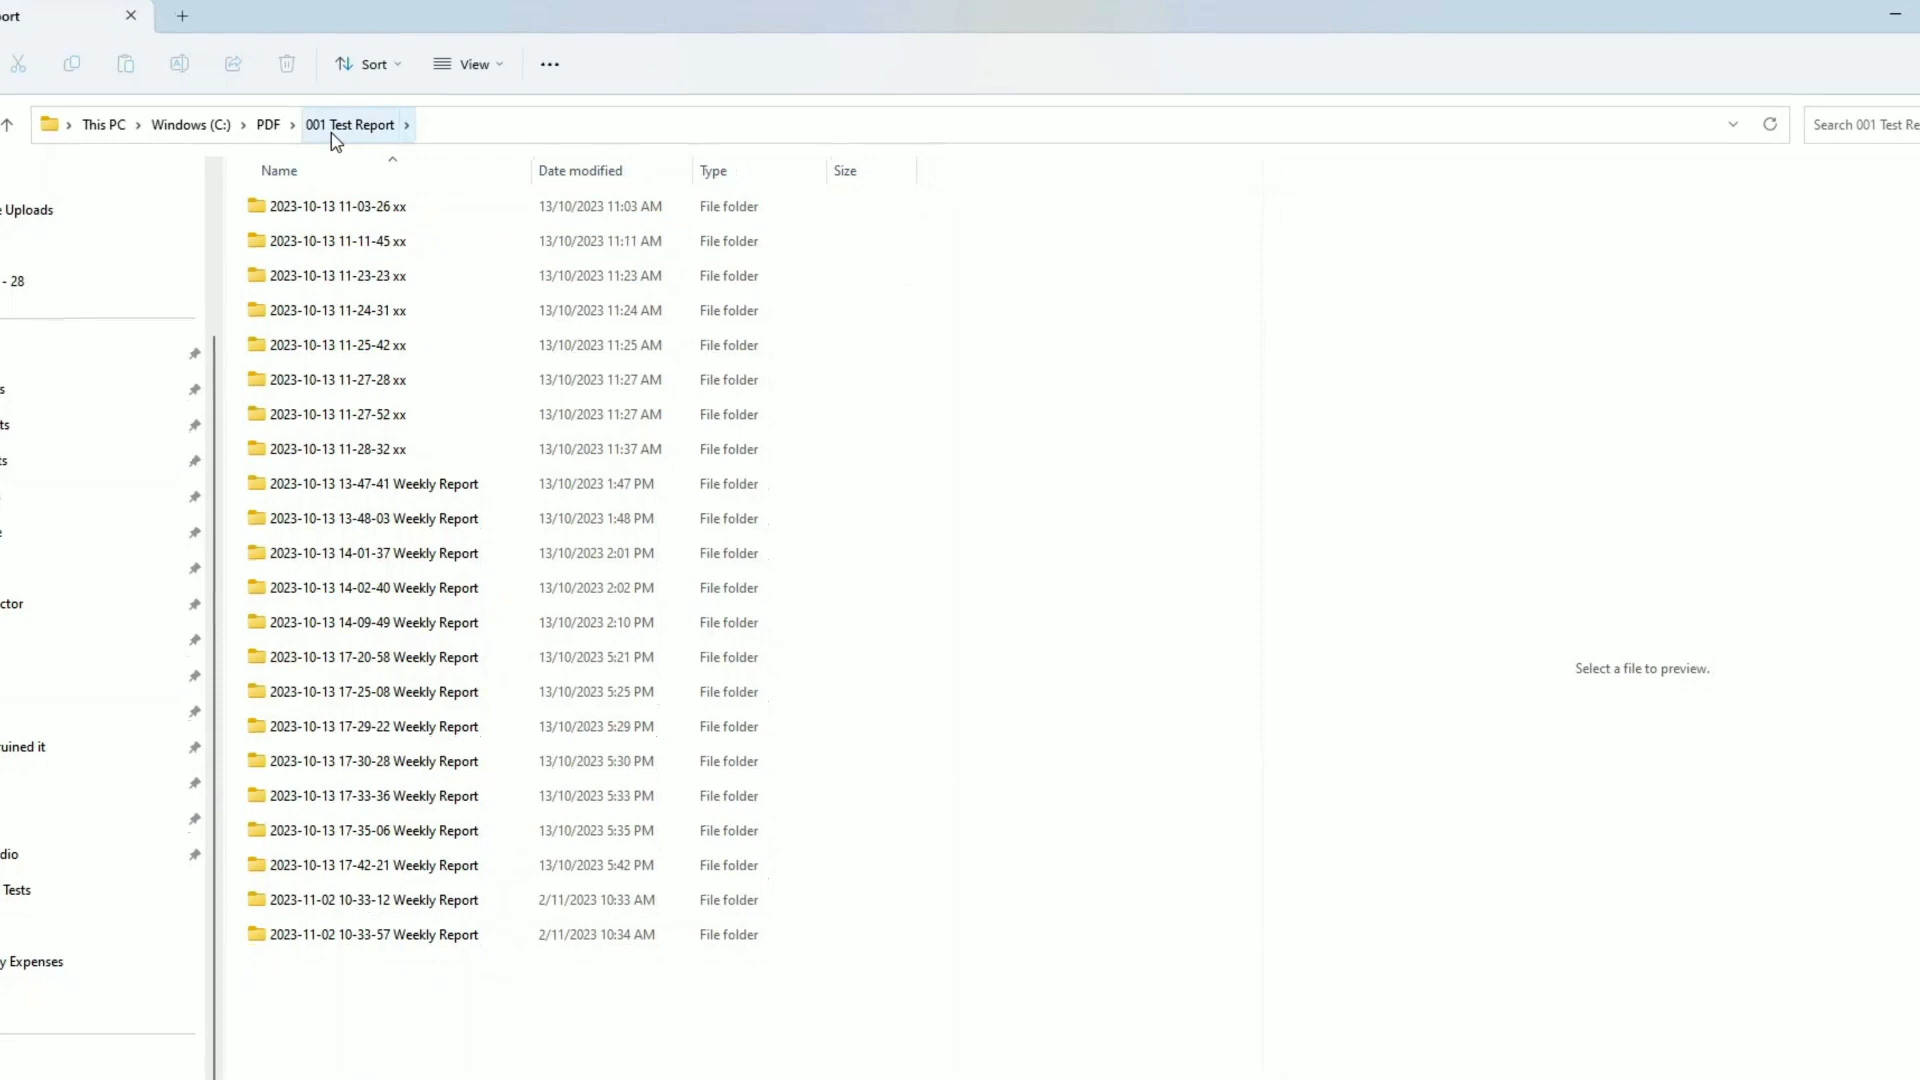 ort
Sort
View
This PC
Windows (C:)
PDF
001 Test Report
Search 001 Test Re
Name
Date modified
Type
Size
2023-10-13 11-03-26 xx 13/10/2023 11:03 AM File folder
2023-10-13 11-11-45 xx 13/10/2023 11:11 AM File folder
2023-10-13 11-23-23 xx 13/10/2023 11:23 AM File folder
2023-10-13 11-24-31 xx 13/10/2023 11:24 AM File folder
2023-10-13 11-25-42 xx 13/10/2023 11:25 AM File folder
2023-10-13 11-27-28 xx 13/10/2023 11:27 AM File folder
2023-10-13 11-27-52 xx 13/10/2023 11:27 AM File folder
2023-10-13 11-28-32 xx 13/10/2023 11:37 AM File folder
2023-10-13 13-47-41 Weekly Report 13/10/2023 1:47 PM File folder
2023-10-13 13-48-03 Weekly Report 13/10/2023 1:48 PM File folder
2023-10-13 14-01-37 Weekly Report 13/10/2023 2:01 PM File folder
2023-10-13 14-02-40 Weekly Report 13/10/2023 2:02 PM File folder
2023-10-13 14-09-49 Weekly Report 13/10/2023 2:10 PM File folder
2023-10-13 17-20-58 Weekly Report 13/10/2023 5:21 PM File folder
2023-10-13 17-25-08 Weekly Report 13/10/2023 5:25 PM File folder
2023-10-13 17-29-22 Weekly Report 13/10/2023 5:29 PM File folder
2023-10-13 17-30-28 Weekly Report 13/10/2023 5:30 PM File folder
2023-10-13 17-33-36 Weekly Report 13/10/2023 5:33 PM File folder
2023-10-13 17-35-06 Weekly Report 13/10/2023 5:35 PM File folder
2023-10-13 17-42-21 Weekly Report 13/10/2023 5:42 PM File folder
2023-11-02 10-33-12 Weekly Report 2/11/2023 10:33 AM File folder
2023-11-02 10-33-57 Weekly Report 2/11/2023 10:34 AM File folder
Uploads
- 28
s
ts
ts
ctor
uined it
dio
Tests
y Expenses
Select a file to preview.